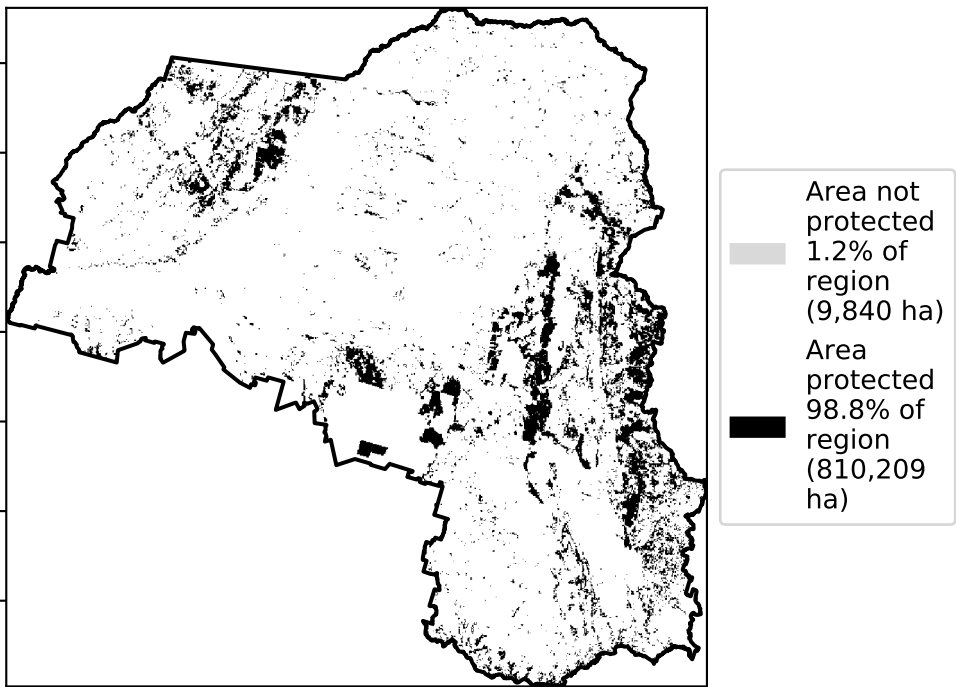 Area not
protected
1.2% of
region
(9,840 ha)
Area
protected
98.8% of
region
(810,209
ha)